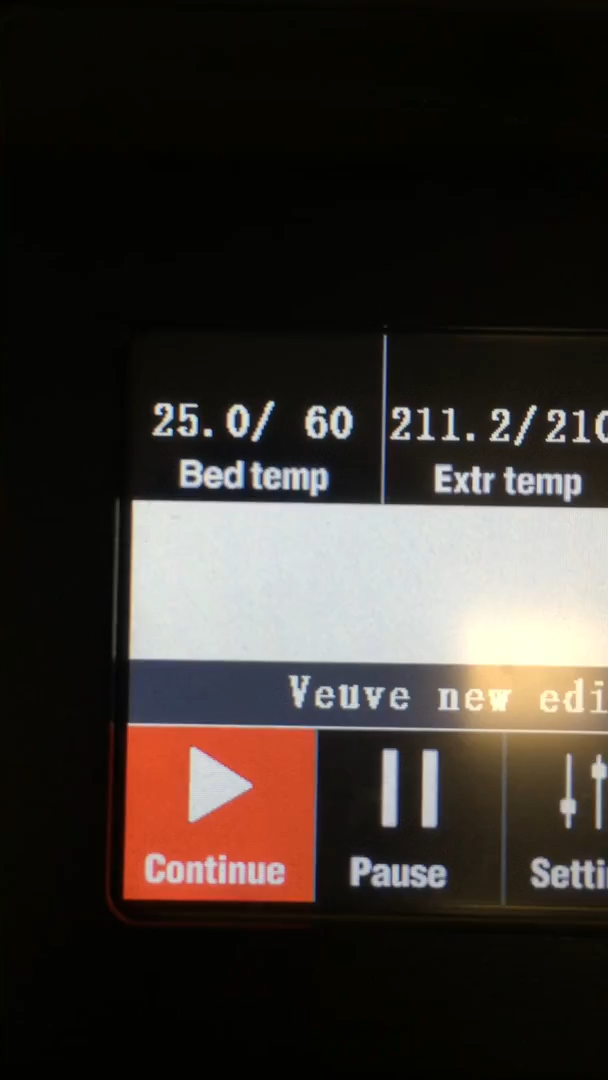 25.0/ 60
Bed temp
211.2/210
Extr temp
Veuve new edi
Continue
Pause
Setti